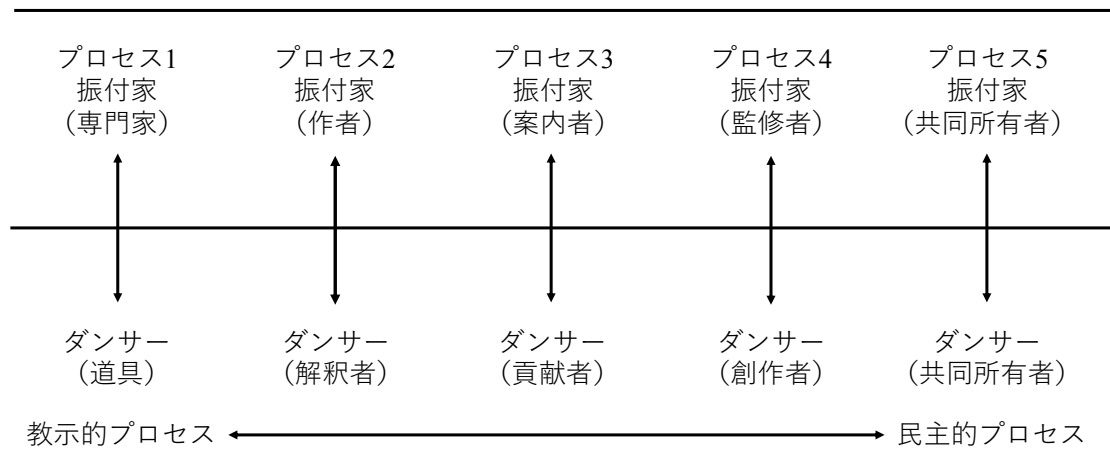 プロセス1
振付家
（専門家）
プロセス2
振付家
（作者）
プロセス3
振付家
（案内者）
プロセス4
振付家
（監修者）
プロセス5
振付家
（共同所有者）
ダンサー
（道具）
ダンサー
（解釈者）
ダンサー
（貢献者）
ダンサー
（創作者）
ダンサー
（共同所有者）
教示的プロセス
民主的プロセス